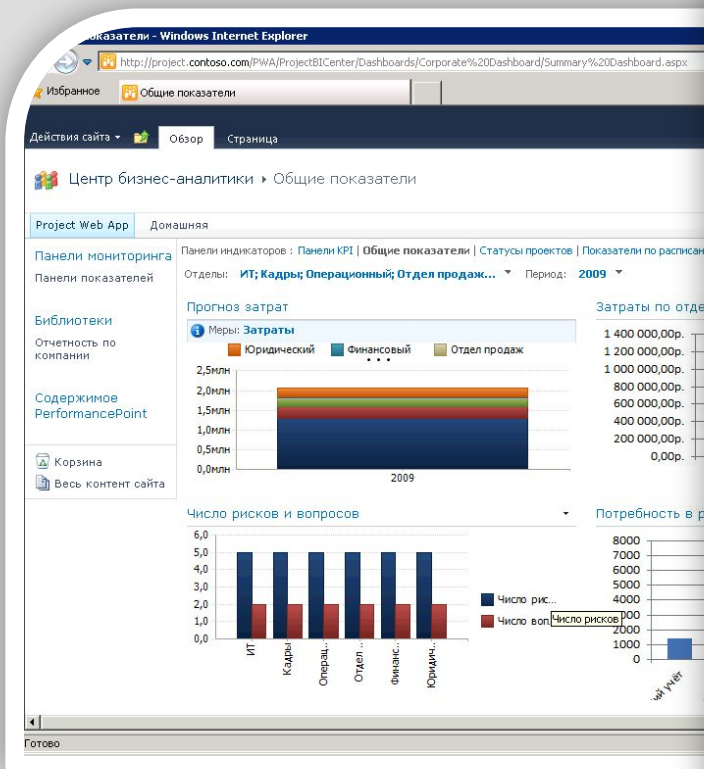 казатели - Windows Internet Explorer
http://project.contoso.com/PWA/ProjectBICenter/Dashboards/Corporate%20Dashboard/Summary%20Dashboard.aspx
Избранное Общие показатели
Действия сайта Обзор Страница
Центр бизнес-аналитики Общие показатели
Project Web App Домашняя
Панели мониторинга
Панели показателей
Библиотеки
Отчетность по
компании
Содержимое
PerformancePoint
Корзина
Весь контент сайта
Панели индикаторов : Панели KPI | Общие показатели | Статусы проектов | Показатели по расписан
Отделы: ИТ; Кадры; Операционный; Отдел продаж... Период: 2009
Прогноз затрат
Меры: Затраты
Юридический Финансовый Отдел продаж
2,5млн
2,0млн
1,5млн
1,0млн
0,5млн
0,0млн
2009
Затраты по отде
1 400 000,00р.
1 200 000,00р.
1 000 000,00р.
800 000,00р.
600 000,00р.
400 000,00р.
200 000,00р.
0,00р.
Число рисков и вопросов
6,0
5,0
4,0
3,0
2,0
1,0
0,0
ИТ
Кадры
Операц...
Отдел ...
Финанс...
Юридич...
Число рис...
Число воп
Число рисков
Потребность в р
8000
7000
6000
5000
4000
000
2000
1000
0
ий учёт
Готово